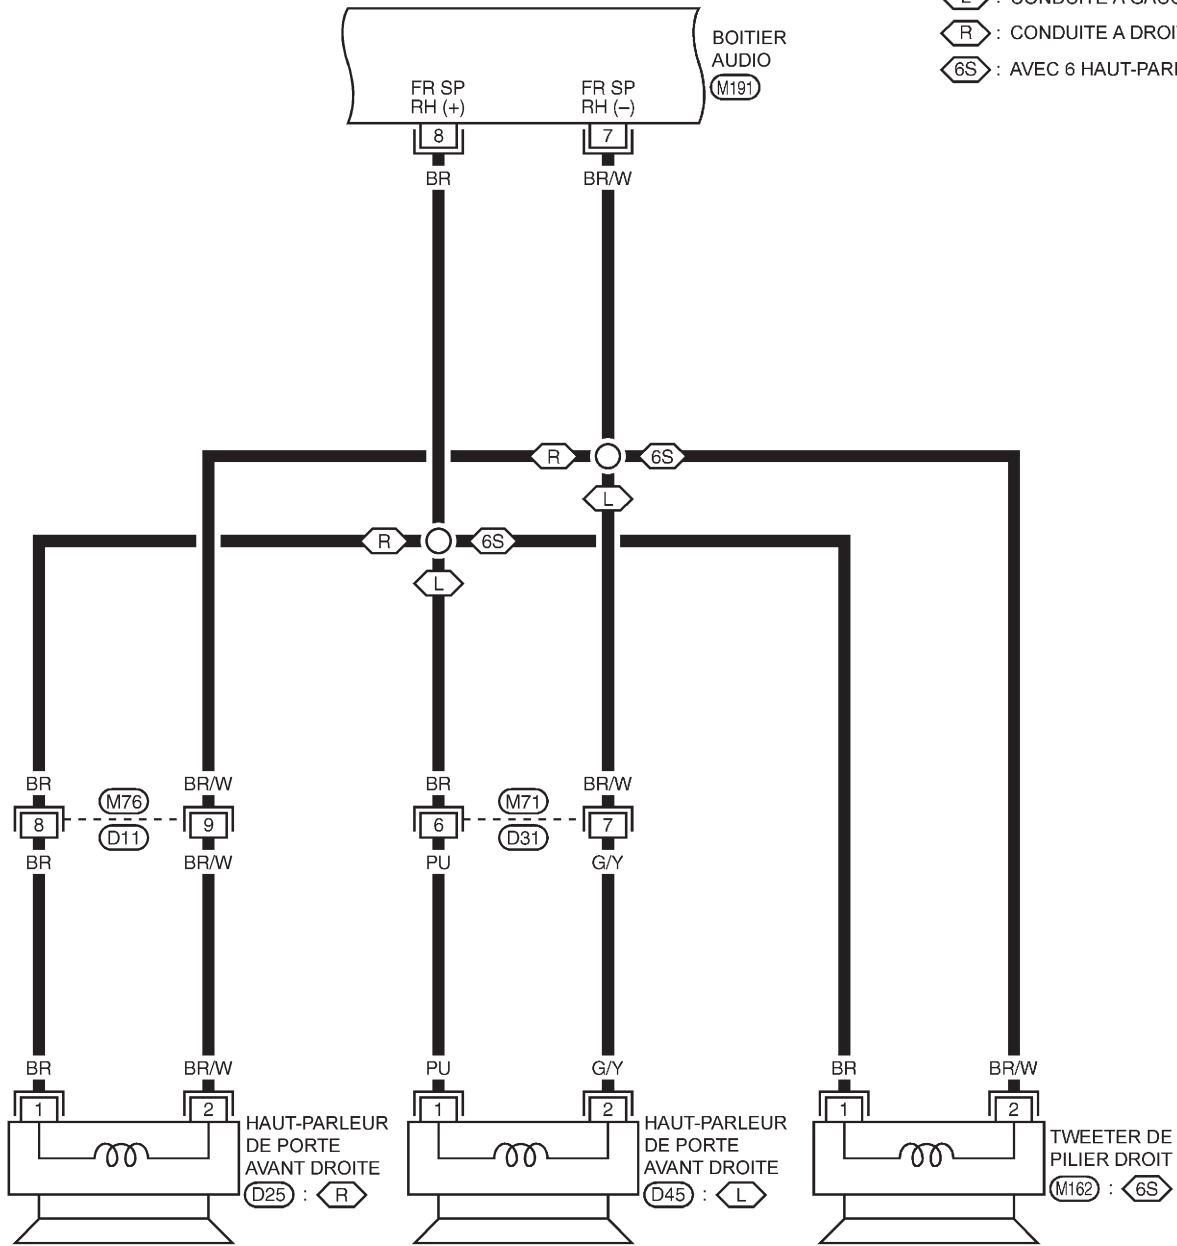 L : CONDUITE A
R : CONDUITE A
6S : AVEC 6
BOITIER
AUDIO
M191
FR SP
RH (+)
FR SP
RH (–)
8
7
BR
BR/W
R
6S
L
R
6S
L
BR
BR/W
BR
BR/W
M76
M71
8
9
6
7
D11
D31
BR
BR/W
PU
G/Y
BR
BR/W
PU
G/Y
BR
BR/W
1
2
1
2
1
2
HAUT-PARLEUR
DE PORTE
AVANT DROITE
D25 : R
HAUT-PARLEUR
DE PORTE
AVANT DROITE
D45 : L
TWEETER DE
PILIER DROIT
M162 : 6S